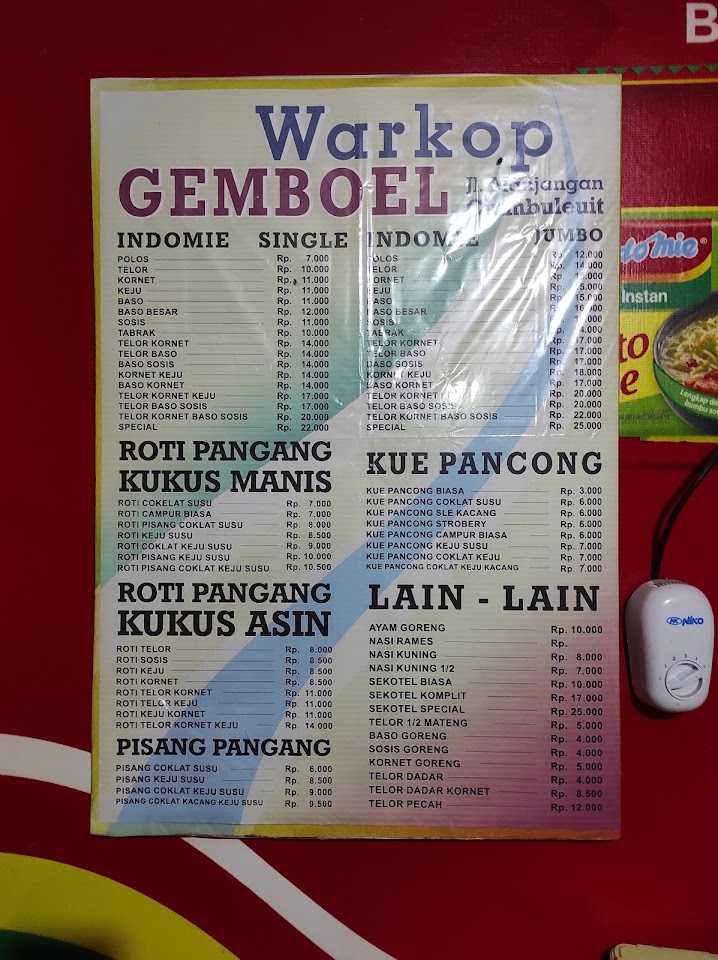 B
Warkop
GEMBOEL
Jl.
INDOMIE SINGLE
POLOS Rp. 7.000
TELOR Rp. 10.000
KORNET Rp. 11.000
KEJU Rp. 11.000
BASO Rp. 11.000
BASO BESAR Rp. 12.000
SOSIS Rp. 11.000
TABRAK Rp. 10.000
TELOR KORNET Rp. 14.000
TELOR BASO Rp. 14.000
BASO SOSIS Rp. 14.000
KORNET KEJU Rp. 14.000
BASO KORNET Rp. 14.000
TELOR KORNET KEJU Rp. 17.000
TELOR BASO SOSIS Rp. 17.000
TELOR KORNET BASO SOSIS Rp. 20.000
SPECIAL Rp. 22.000
INDOMIE JUMBO
POLOS Rp. 12.000
TELOR Rp. 14.000
KORNET Rp.
KEJU Rp. 15.000
BASO Rp. 15.000
BASO BESAR Rp. 16.000
SOSIS Rp.
TABRAK Rp. 14.000
TELOR KORNET Rp. 17.000
TELOR BASO Rp. 17.000
BASO SOSIS Rp. 17.000
KORNET KEJU Rp. 18.000
BASO KORNET Rp. 17.000
TELOR KORNET KEJU Rp. 20.000
TELOR BASO SOSIS Rp. 20.000
TELOR KORNET BASO SOSIS Rp. 22.000
SPECIAL Rp. 25.000
ROTI PANGANG
KUKUS MANIS
ROTI COKELAT SUSU Rp. 7.000
ROTI CAMPUR BIASA Rp. 7.000
ROTI PISANG COKLAT SUSU Rp. 8.000
ROTI KEJU SUSU Rp. 8.500
ROTI COKLAT KEJU SUSU Rp. 9.000
ROTI PISANG KEJU SUSU Rp. 10.000
ROTI PISANG COKLAT KEJU SUSU Rp. 10.500
ROTI PANGANG
KUKUS ASIN
ROTI TELOR Rp. 8.000
ROTI SOSIS Rp. 8.500
ROTI KEJU Rp. 8.500
ROTI KORNET Rp. 8.500
ROTI TELOR KORNET Rp. 11.000
ROTI TELOR KEJU Rp. 11.000
ROTI KEJU KORNET Rp. 11.000
ROTI TELOR KORNET KEJU Rp. 14.000
PISANG PANGANG
PISANG COKLAT SUSU Rp. 6.000
PISANG KEJU SUSU Rp. 8.500
PISANG COKLAT KEJU SUSU Rp. 9.000
PISANG COKLAT KACANG KEJU SUSU Rp. 9.500
KUE PANCONG
KUE PANCONG BIASA Rp. 3.000
KUE PANCONG COKLAT SUSU Rp. 6.000
KUE PANCONG SLE KACANG Rp. 6.000
KUE PANCONG STROBERY Rp. 6.000
KUE PANCONG CAMPUR BIASA Rp. 6.000
KUE PANCONG KEJU SUSU Rp. 7.000
KUE PANCONG COKLAT KEJU Rp. 7.000
KUE PANCONG COKLAT KEJU KACANG Rp. 7.000
LAIN - LAIN
AYAM GORENG Rp. 10.000
NASI RAMES Rp.
NASI KUNING Rp. 8.000
NASI KUNING 1/2 Rp. 7.000
SEKOTEL BIASA Rp. 10.000
SEKOTEL KOMPLIT Rp. 17.000
SEKOTEL SPECIAL Rp. 25.000
TELOR 1/2 MATENG Rp. 5.000
BASO GORENG Rp. 4.000
SOSIS GORENG Rp. 4.000
KORNET GORENG Rp. 5.000
TELOR DADAR Rp. 4.000
TELOR DADAR KORNET Rp. 8.500
TELOR PECAH Rp. 12.000
domie
Instan
to
e
Lengkap de
bumbu so
NIKO